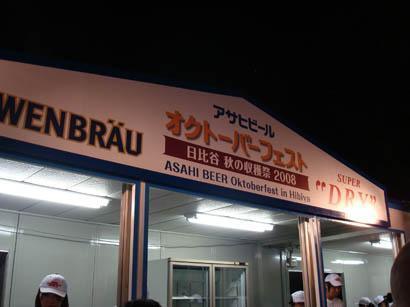 WENBRÄU
アサヒビール
オクトーバーフェスト
日比谷 秋の収穫祭 2008
ASAHI BEER Oktoberfest in Hibiya
SUPER
"DRY"